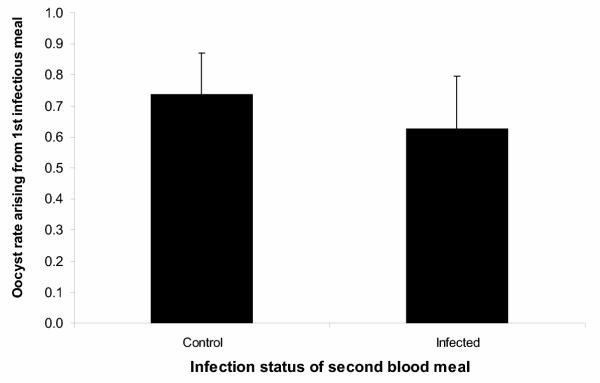 Oocyst rate arising from 1st infectious meal
1.0
0.9
0.8
0.7
0.6
0.5
0.4
0.3
0.2
0.1
0.0
Control
Infected
Infection status of second blood meal